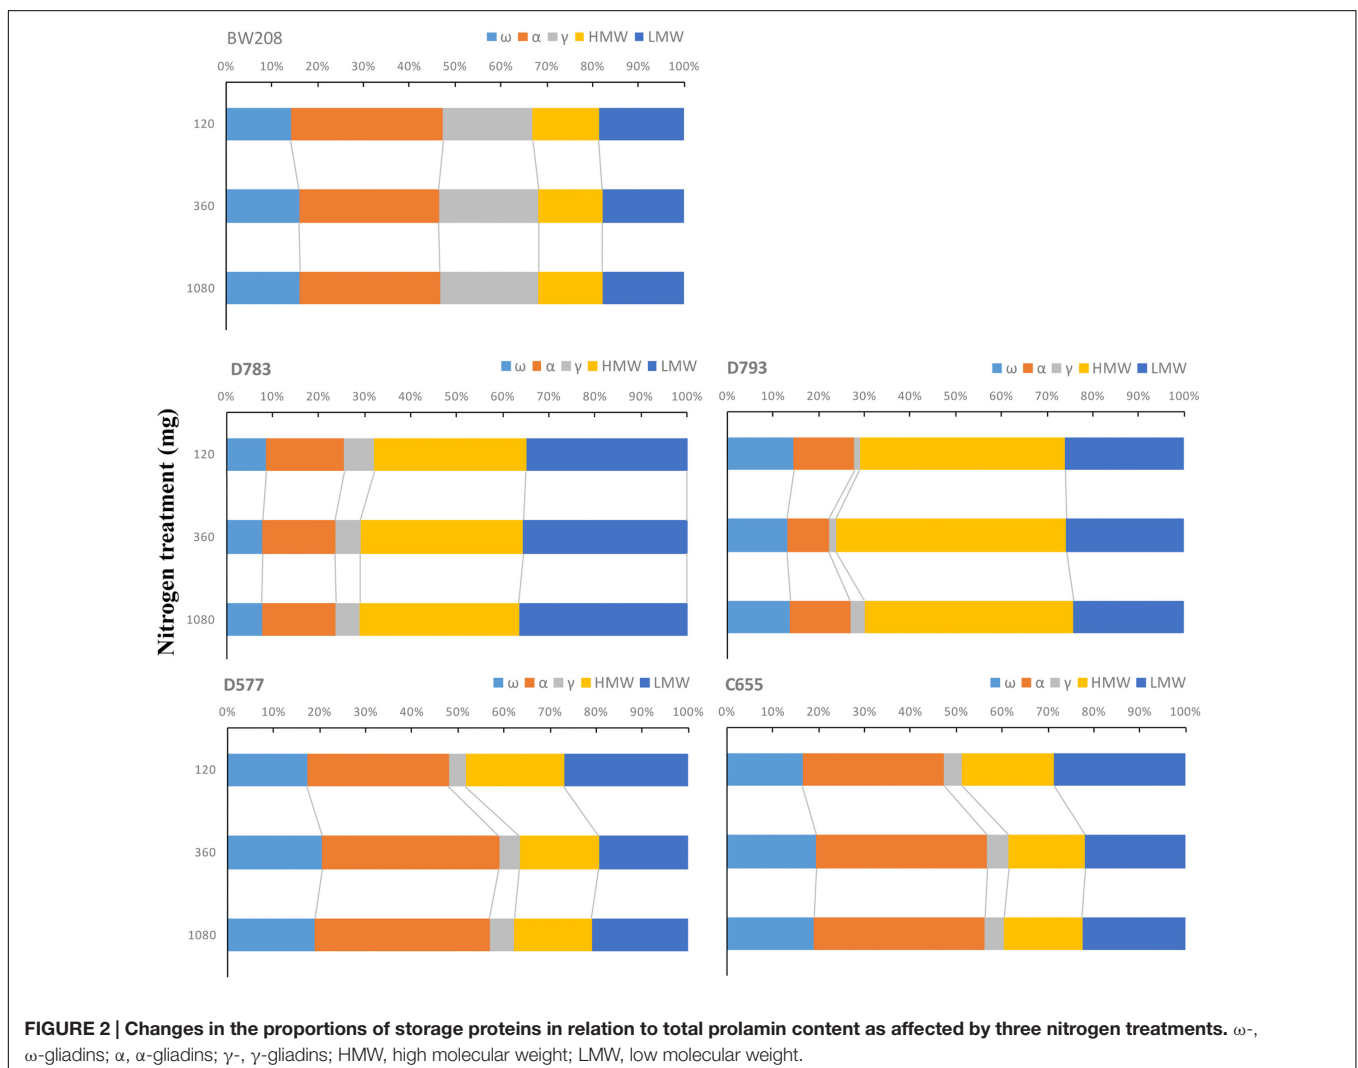 BW208
ω α γ HMW LMW
0% 10% 20% 30% 40% 50% 60% 70% 80% 90% 100%
120
360
1080
Nitrogen treatment (mg)
D783
ω α γ HMW LMW
0% 10% 20% 30% 40% 50% 60% 70% 80% 90% 100%
120
360
1080
D793
ω α γ HMW LMW
0% 10% 20% 30% 40% 50% 60% 70% 80% 90% 100%
D577
ω α γ HMW LMW
0% 10% 20% 30% 40% 50% 60% 70% 80% 90% 100%
120
360
1080
C655
ω α γ HMW LMW
0% 10% 20% 30% 40% 50% 60% 70% 80% 90% 100%
FIGURE 2 | Changes in the proportions of storage proteins in relation to total prolamin content as affected by three nitrogen treatments. ω-,
ω-gliadins; α, α-gliadins; γ-, γ-gliadins; HMW, high molecular weight; LMW, low molecular weight.